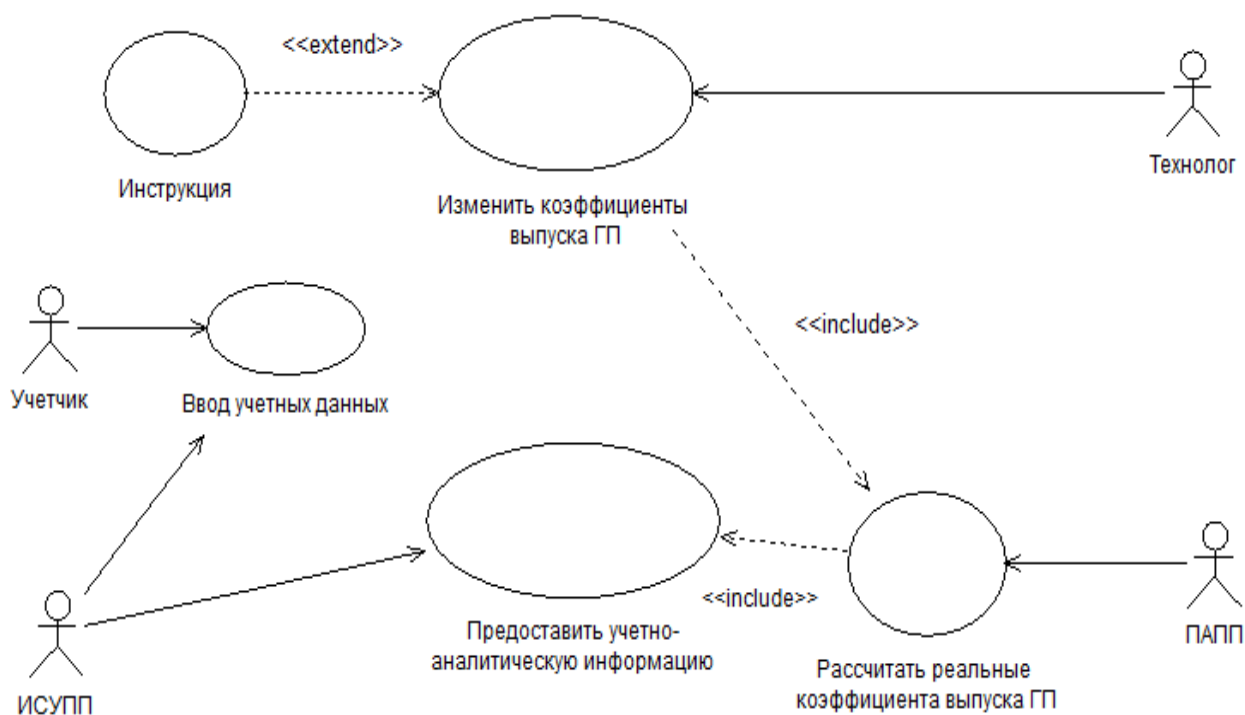 <<extend>>
Технолог
Инструкция
Изменить коэффициенты
выпуска ГП
<<include>>
Учетчик
Ввод учетных данных
<<include>>
Предоставить учетно-
аналитическую информацию
ПАПП
Рассчитать реальные
коэффициента выпуска ГП
ИСУПП